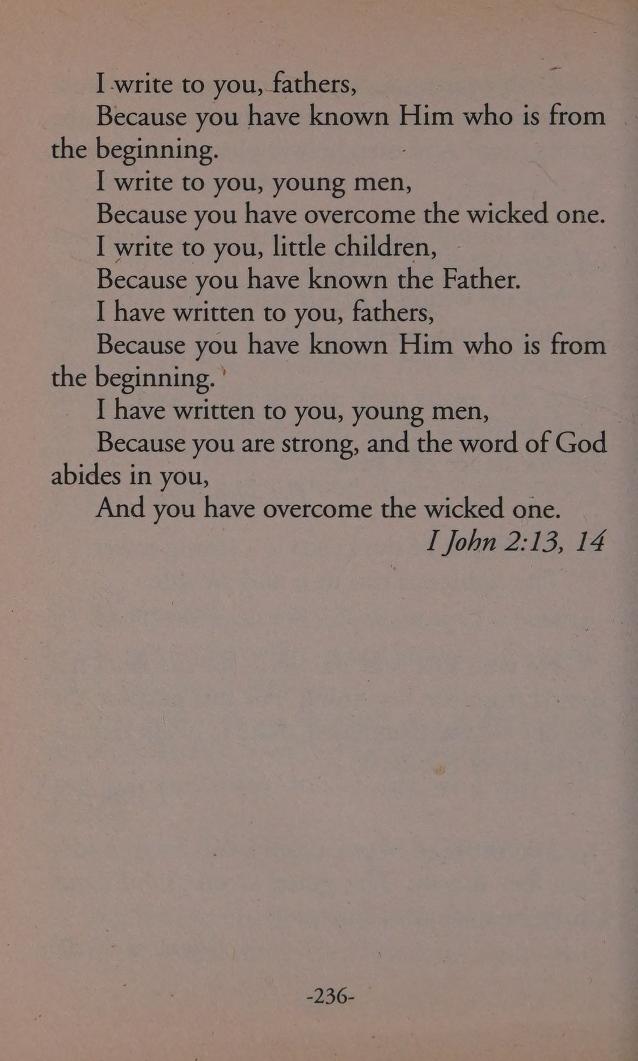 I write to you, fathers,
Because you have known Him who is from
the beginning.
I write to you, young men,
Because you have overcome the wicked one.
I write to you, little children,
Because you have known the Father.
I have written to you, fathers,
Because you have known Him who is from
the beginning.
I have written to you, young men,
Because you are strong, and the word of God
abides in you,
And you have overcome the wicked one.
I John 2:13, 14
-236-